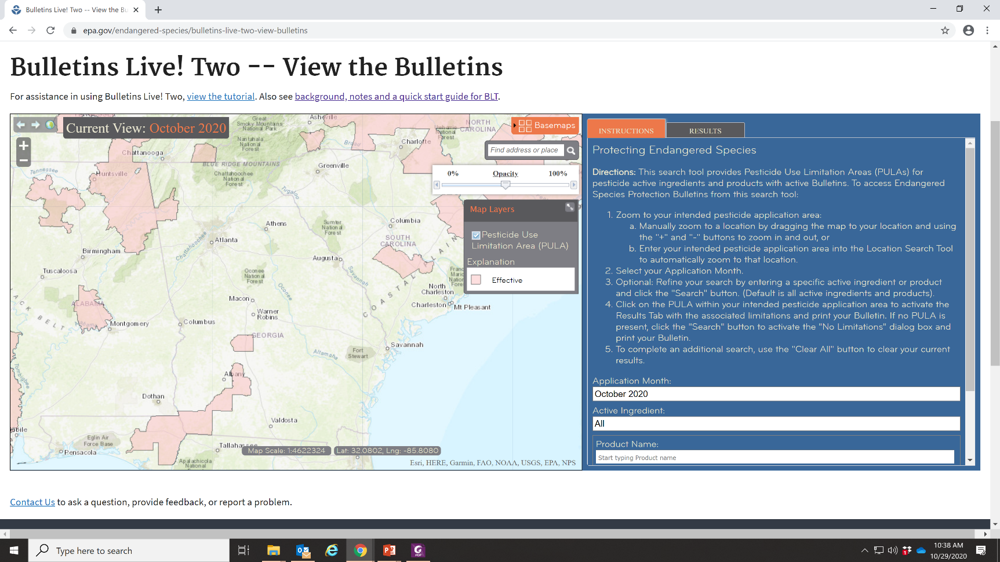 Bulletins Live! Two -- View the Bu
epa.gov/endangered-species/bulletins-live-two-view-bulletins
Bulletins Live! Two -- View the Bulletins
For assistance in using Bulletins Live! Two, view the tutorial. Also see background, notes and a quick start guide for BLT.
Current View: October 2020
Great
Smoky Mountains
National Park
Asheville
Nantahala
National
Forest
NORTH
CAROLINA
Basemaps
Charlotte
Broad
Find address or place
Chattanooga
BLUE RIDGE MOUNTAINS
Greenville
0% Opacity 100%
Tennessee
Huntsville
Chattahoochee
National
Forest
Tugaloo
Map Layers
Pesticide Use
Limitation Area (PULA)
Explanation
Effective
Athens
Sumter
National
Forest
Columbia
SOUTH
CAROLINA
Atlanta
Chattahoochee
Birmingham
Augusta
Tuscaloosa
Oconee
National
Forest
Oconee
Savannah
COASTAL PLAIN
North
Charleston
Charleston
Mt Pleasant
ALABAMA
Macon
Warner
Robins
Montgomery
Columbus
GEORGIA
Altamaha
Fort
Stewart
Savannah
Tombigbee
Albany
Dothan
Valdosta
Eglin Air
Force Base
Pensacola
Map Scale: 1:4622324
Lat: 32.0802, Lng: -85.8080
Apalachicola
National
Esri, HERE, Garmin, FAO, NOAA, USGS, EPA, NPS
INSTRUCTIONS
RESULTS
Protecting Endangered Species
Directions: This search tool provides Pesticide Use Limitation Areas (PULAs) for
pesticide active ingredients and products with active Bulletins. To access Endangered
Species Protection Bulletins from this search tool:
1. Zoom to your intended pesticide application area:
a. Manually zoom to a location by dragging the map to your location and using
the "+" and "-" buttons to zoom in and out, or
b. Enter your intended pesticide application area into the Location Search Tool
to automatically zoom to that location.
2. Select your Application Month.
3. Optional: Refine your search by entering a specific active ingredient or product
and click the "Search" button. (Default is all active ingredients and products).
4. Click on the PULA within your intended pesticide application area to activate the
Results Tab with the associated limitations and print your Bulletin. If no PULA is
present, click the "Search" button to activate the "No Limitations" dialog box and
print your Bulletin.
5. To complete an additional search, use the "Clear All" button to clear your current
results.
Application Month:
October 2020
Active Ingredient:
All
Product Name:
Start typing Product name
Contact Us to ask a question, provide feedback, or report a problem.
Type here to search
10:38 AM
10/29/2020